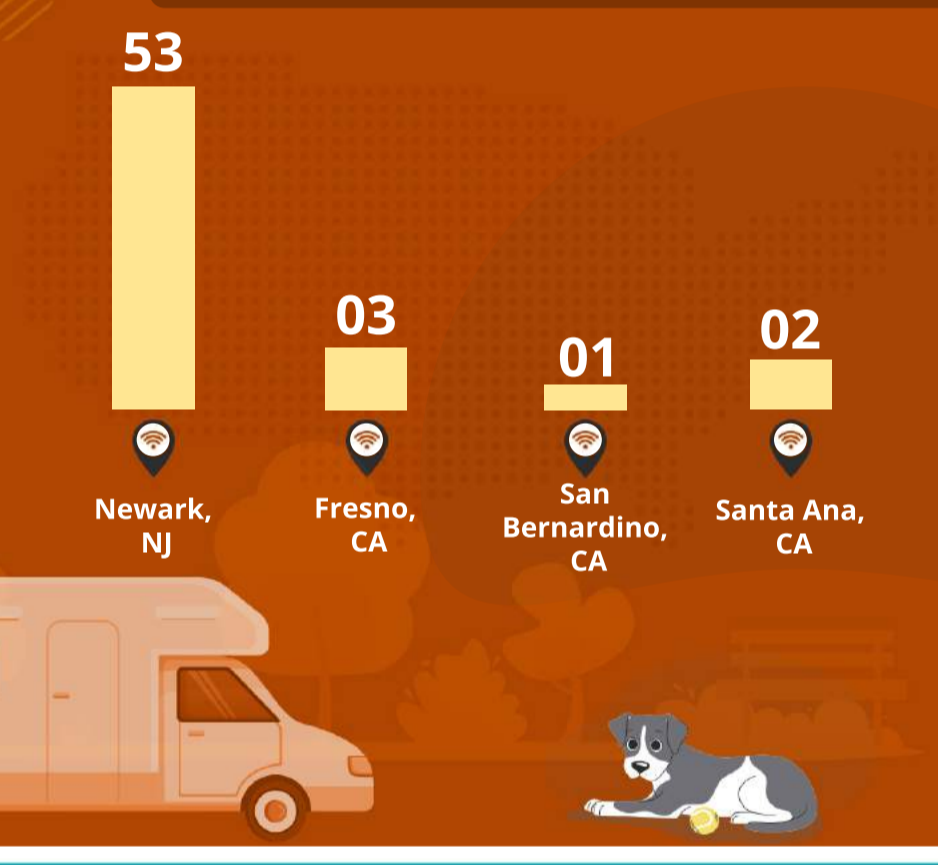 53
03
01
02
Newark,
NJ
Fresno,
CA
San
Bernardino,
CA
Santa Ana,
CA